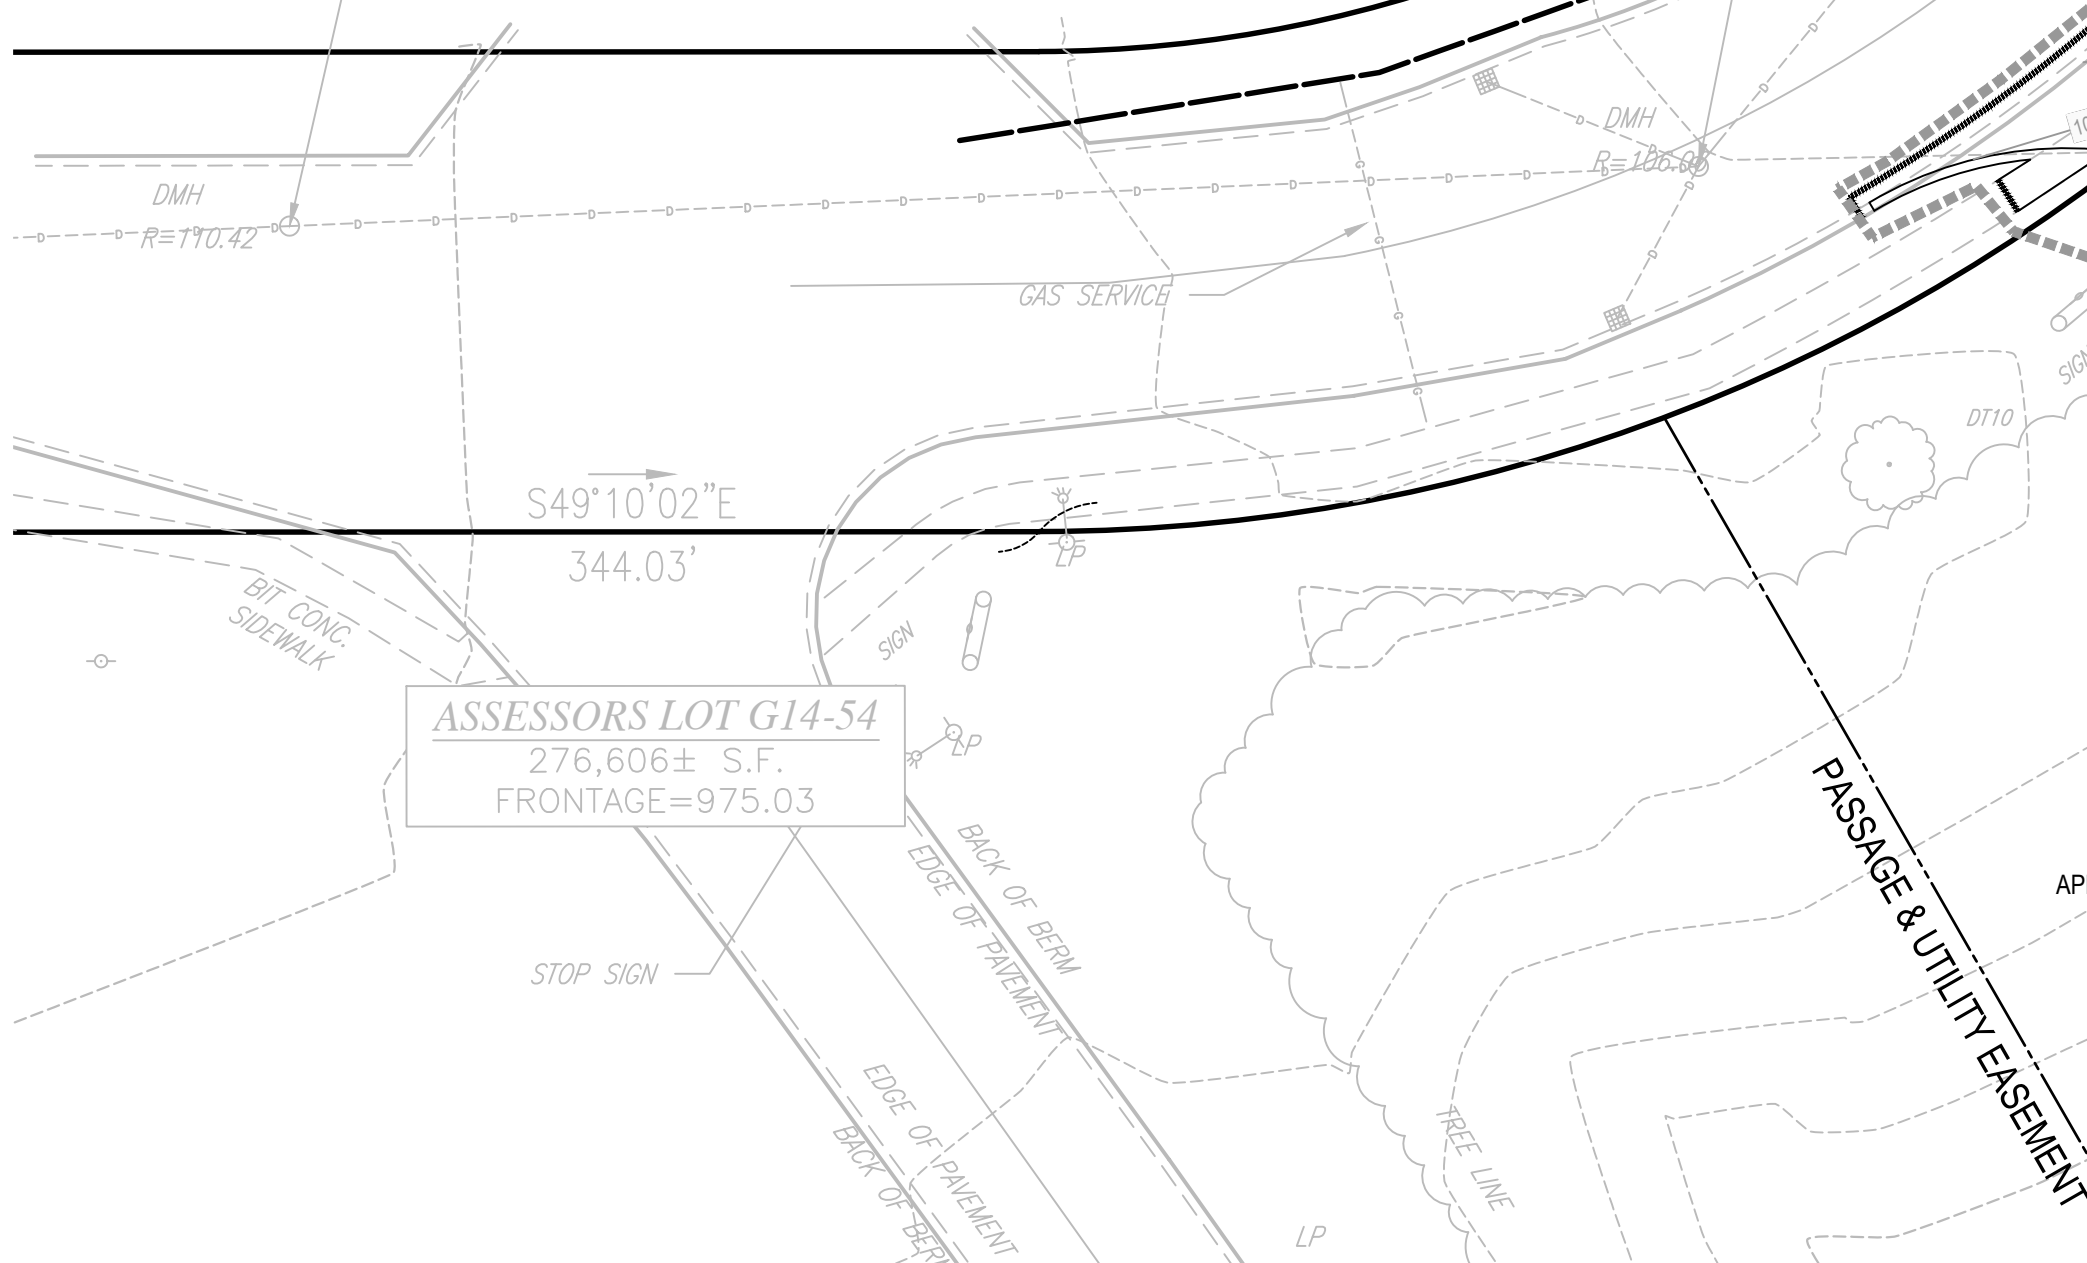 DMH
R=110.42
DMH
GAS SERVICE
DT10
S49°10'02"E
344.03'
LP
BIT CONC.
SIDEWALK
SIGN
ASSESSORS LOT G14-54
276,606± S.F.
FRONTAGE=975.03
LP
BACK OF BERM
EDGE OF PAVEMENT
STOP SIGN
PASSAGE & UTILITY EASEMENT
EDGE OF PAVEMENT
BACK OF BERM
TREE LINE
LP